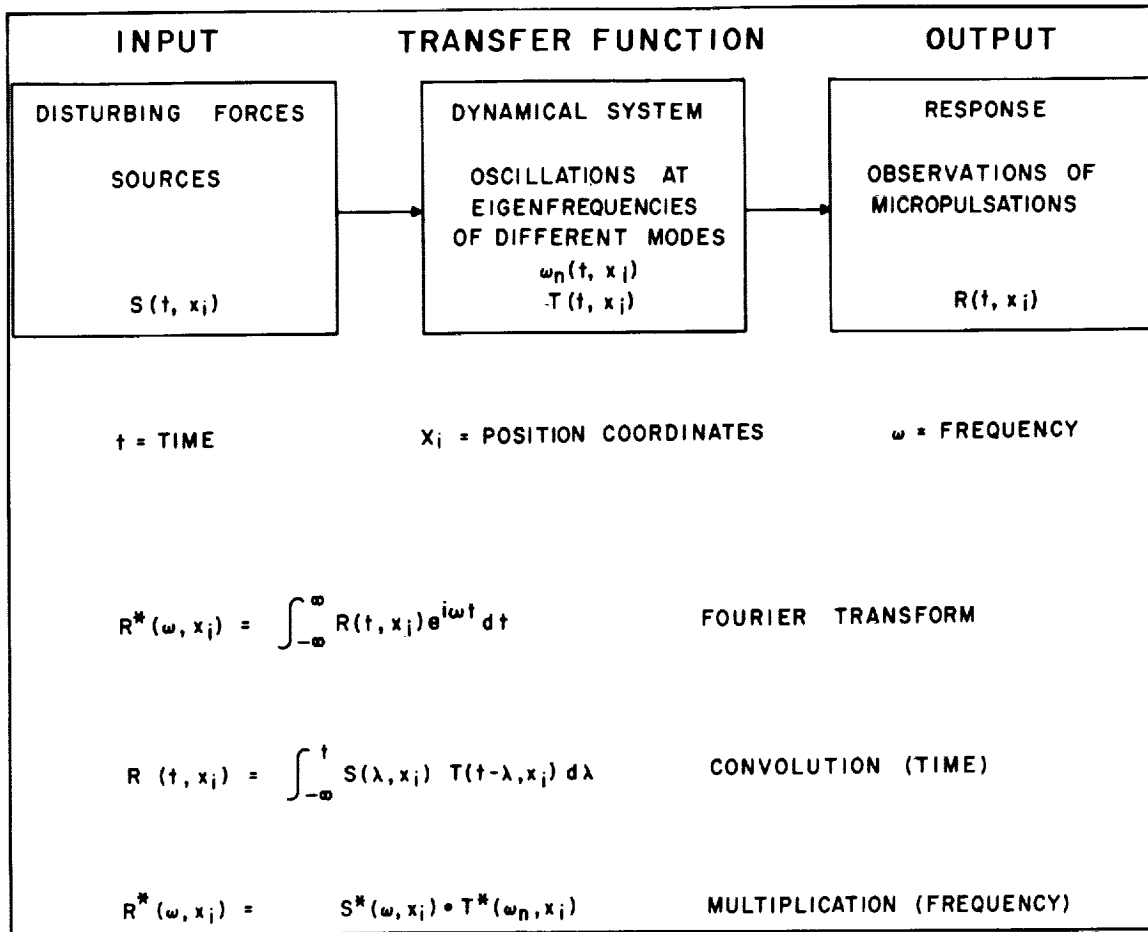 INPUT TRANSFER FUNCTION OUTPUT
DISTURBING FORCES
SOURCES
S(t, xi)
DYNAMICAL SYSTEM
OSCILLATIONS AT
EIGENFREQUENCIES
OF DIFFERENT MODES
ωn(t, xi)
T(t, xi)
RESPONSE
OBSERVATIONS OF
MICROPULSATIONS
R(t, xi)
t = TIME Xi = POSITION COORDINATES ω = FREQUENCY
R*(ω, xi) = ∫_{-∞}^{∞} R(t, xi) e^{iωt} dt FOURIER TRANSFORM
R (t, xi) = ∫_{-∞}^{t} S(λ, xi) T(t-λ, xi) dλ CONVOLUTION (TIME)
R*(ω, xi) = S*(ω, xi) • T*(ωn, xi) MULTIPLICATION (FREQUENCY)